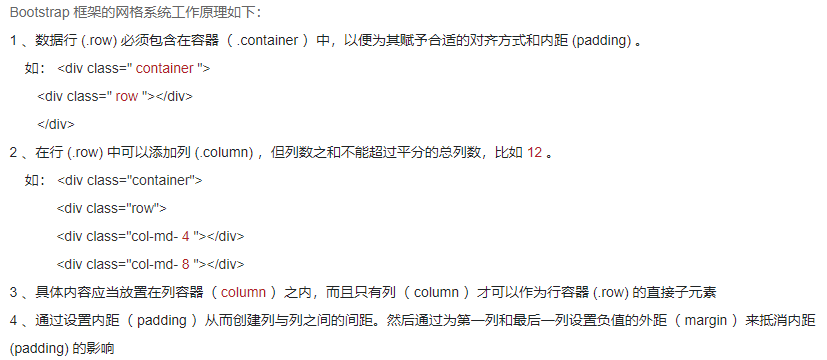 Bootstrap 框架的网格系统工作原理如下：
1 、数据行 (.row) 必须包含在容器（ .container ）中，以便为其赋予合适的对齐方式和内距 (padding) 。
如： <div class=" container ">
<div class=" row "></div>
</div>
2 、在行 (.row) 中可以添加列 (.column) ，但列数之和不能超过平分的总列数，比如 12 。
如： <div class="container">
<div class="row">
<div class="col-md- 4 "></div>
<div class="col-md- 8 "></div>
3 、具体内容应当放置在列容器（ column ）之内，而且只有列（ column ）才可以作为行容器 (.row) 的直接子元素
4 、通过设置内距（ padding ）从而创建列与列之间的间距。然后通过为第一列和最后一列设置负值的外距（ margin ）来抵消内距
(padding) 的影响